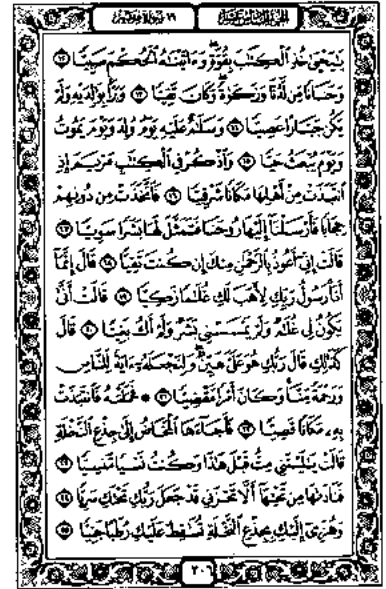 الجزء السادس عشر ١٩ سورة مريم
يَٰيَحْيَىٰ خُذِ ٱلْكِتَٰبَ بِقُوَّةٍ وَءَاتَيْنَٰهُ ٱلْحُكْمَ صَبِيًّا ١٢
وَحَنَانًا مِّن لَّدُنَّا وَزَكَوٰةً وَكَانَ تَقِيًّا ١٣ وَبَرًّۢا بِوَٰلِدَيْهِ وَلَمْ
يَكُن جَبَّارًا عَصِيًّا ١٤ وَسَلَٰمٌ عَلَيْهِ يَوْمَ وُلِدَ وَيَوْمَ يَمُوتُ
وَيَوْمَ يُبْعَثُ حَيًّا ١٥ وَٱذْكُرْ فِي ٱلْكِتَٰبِ مَرْيَمَ إِذِ
ٱنتَبَذَتْ مِنْ أَهْلِهَا مَكَانًا شَرْقِيًّا ١٦ فَٱتَّخَذَتْ مِن دُونِهِمْ
حِجَابًا فَأَرْسَلْنَآ إِلَيْهَا رُوحَنَا فَتَمَثَّلَ لَهَا بَشَرًا سَوِيًّا ١٧
قَالَتْ إِنِّيٓ أَعُوذُ بِٱلرَّحْمَٰنِ مِنكَ إِن كُنتَ تَقِيًّا ١٨ قَالَ إِنَّمَآ
أَنَا۠ رَسُولُ رَبِّكِ لِأَهَبَ لَكِ غُلَٰمًا زَكِيًّا ١٩ قَالَتْ أَنَّىٰ
يَكُونُ لِي غُلَٰمٌ وَلَمْ يَمْسَسْنِي بَشَرٌ وَلَمْ أَكُ بَغِيًّا ٢٠ قَالَ
كَذَٰلِكِ قَالَ رَبُّكِ هُوَ عَلَيَّ هَيِّنٌ وَلِنَجْعَلَهُۥٓ ءَايَةً لِّلنَّاسِ
وَرَحْمَةً مِّنَّا وَكَانَ أَمْرًا مَّقْضِيًّا ٢١ ۞ فَحَمَلَتْهُ فَٱنتَبَذَتْ
بِهِۦ مَكَانًا قَصِيًّا ٢٢ فَأَجَآءَهَا ٱلْمَخَاضُ إِلَىٰ جِذْعِ ٱلنَّخْلَةِ
قَالَتْ يَٰلَيْتَنِي مِتُّ قَبْلَ هَٰذَا وَكُنتُ نَسْيًا مَّنسِيًّا ٢٣
فَنَادَىٰهَا مِن تَحْتِهَآ أَلَّا تَحْزَنِي قَدْ جَعَلَ رَبُّكِ تَحْتَكِ سَرِيًّا ٢٤
وَهُزِّيٓ إِلَيْكِ بِجِذْعِ ٱلنَّخْلَةِ تُسَٰقِطْ عَلَيْكِ رُطَبًا جَنِيًّا ٢٥
٣٠٦